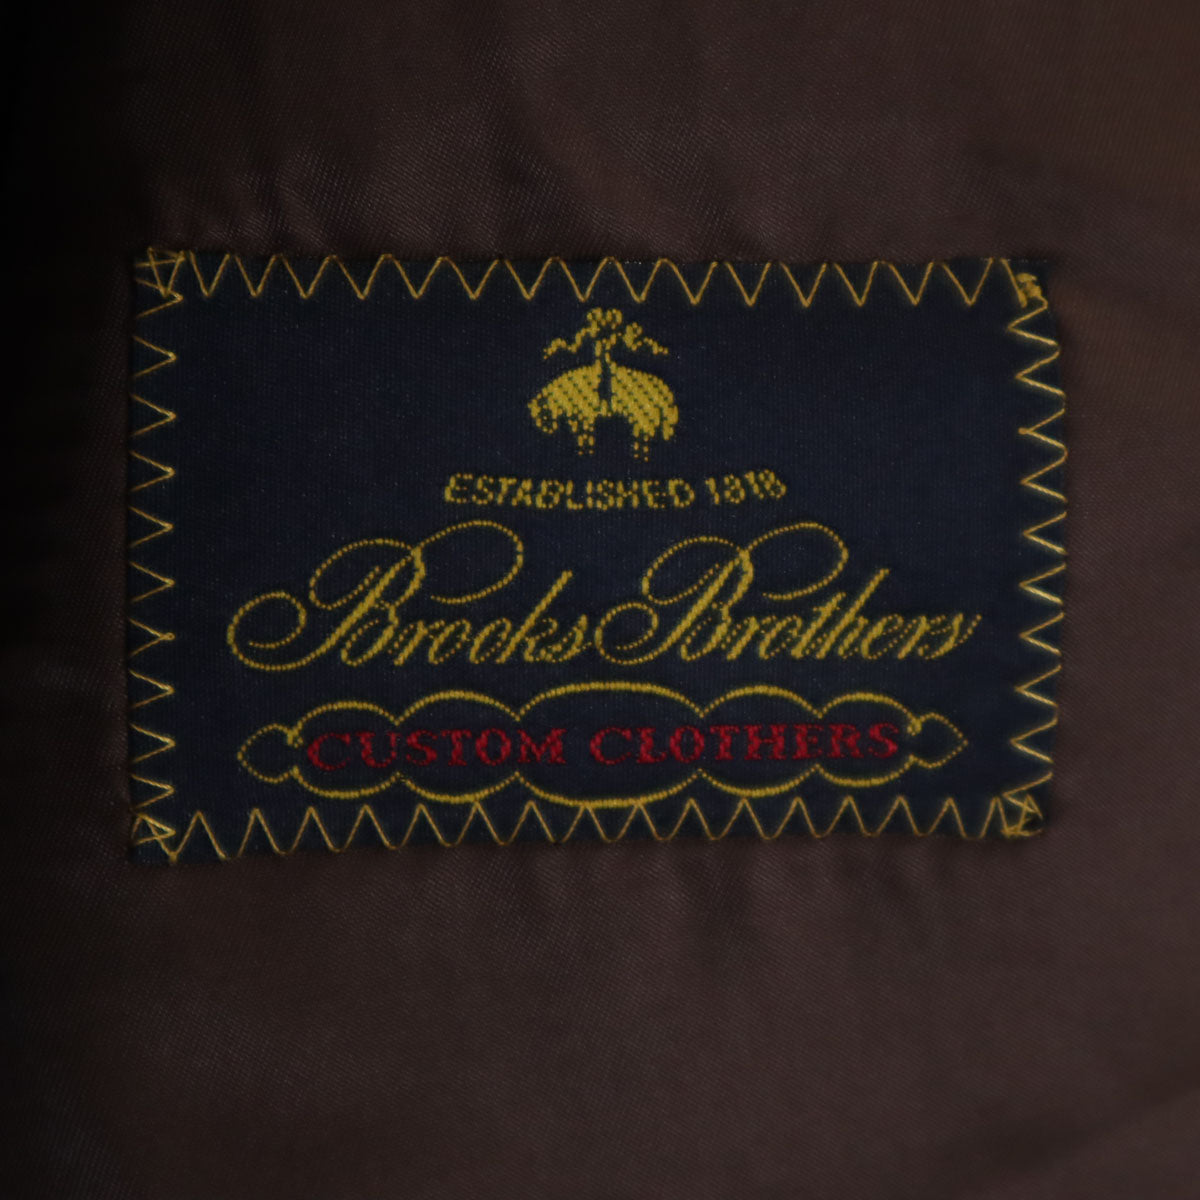 ESTABLISHED 1818
Brooks Brothers
CUSTOM CLOTHERS